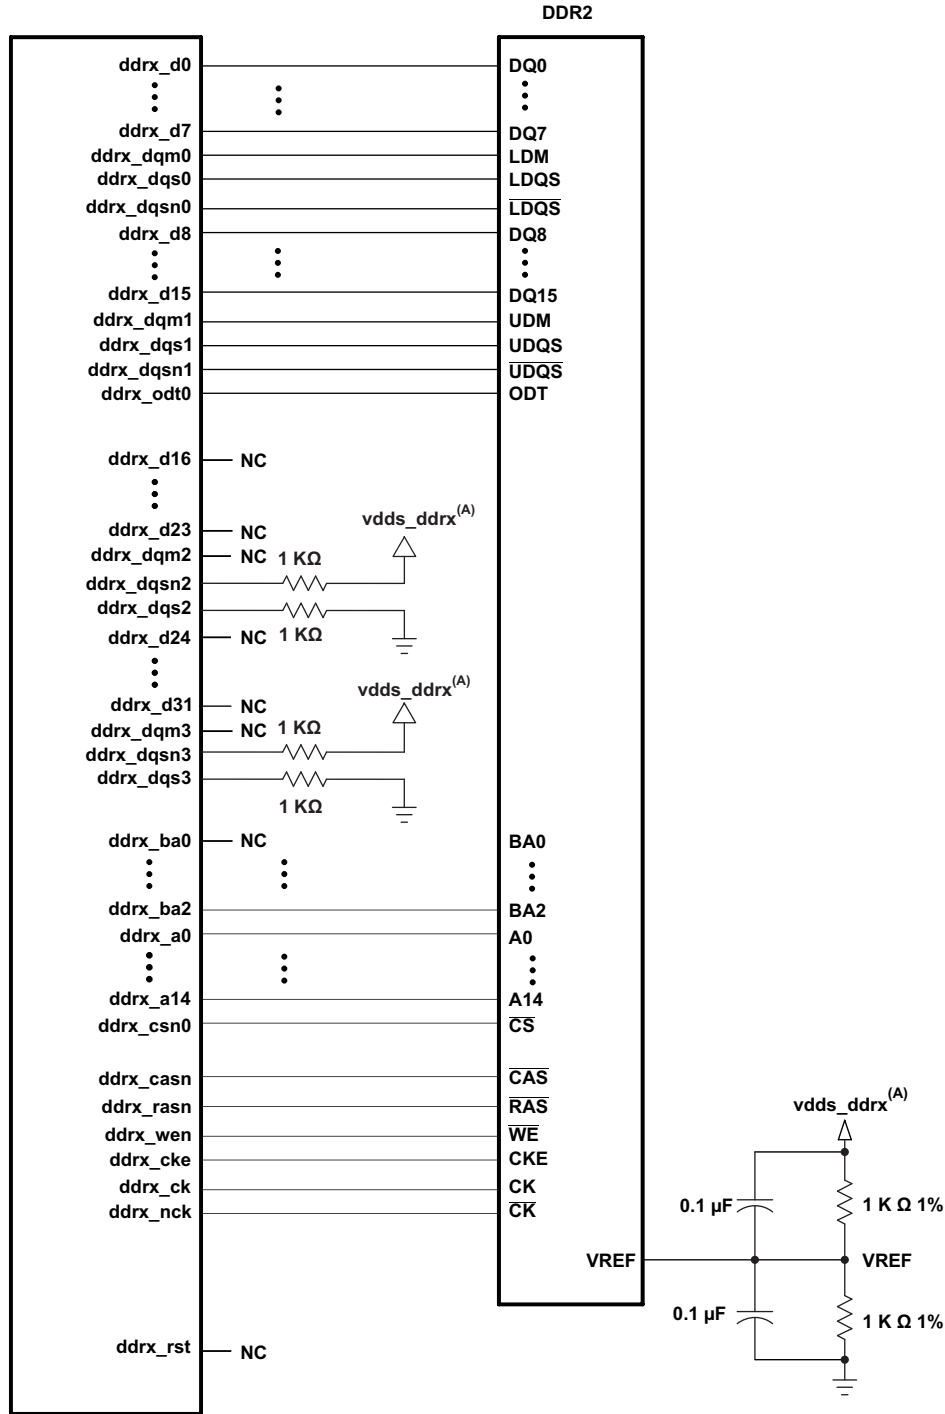 DDR2
ddrx_d0 DQ0
ddrx_d7 DQ7
ddrx_dqm0 LDM
ddrx_dqs0 LDQS
ddrx_dqsn0 LDQS
ddrx_d8 DQ8
ddrx_d15 DQ15
ddrx_dqm1 UDM
ddrx_dqs1 UDQS
ddrx_dqsn1 UDQS
ddrx_odt0 ODT
ddrx_d16 NC
vdds_ddrx(A)
ddrx_d23 NC
ddrx_dqm2 NC 1 KΩ
ddrx_dqsn2
ddrx_dqs2
ddrx_d24 NC 1 KΩ
vdds_ddrx(A)
ddrx_d31 NC
ddrx_dqm3 NC 1 KΩ
ddrx_dqsn3
ddrx_dqs3
1 KΩ
ddrx_ba0 NC BA0
ddrx_ba2 BA2
ddrx_a0 A0
ddrx_a14 A14
ddrx_csn0 CS
ddrx_casn CAS
ddrx_rasn RAS
vdds_ddrx(A)
ddrx_wen WE
ddrx_cke CKE
ddrx_ck CK
ddrx_nck CK
0.1 µF 1 K Ω 1%
VREF VREF
0.1 µF 1 K Ω 1%
ddrx_rst NC